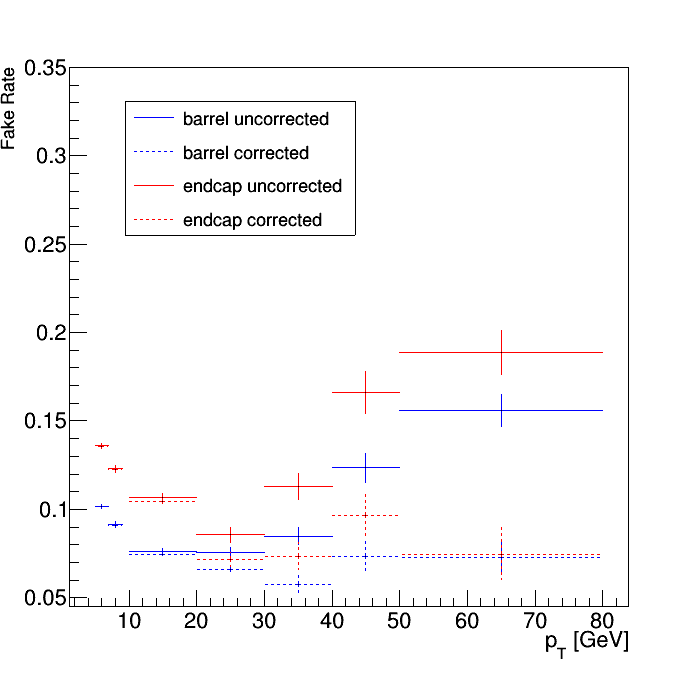 Fake Rate
0.35
0.3
0.25
0.2
0.15
0.1
0.05
barrel uncorrected
barrel corrected
endcap uncorrected
endcap corrected
10 20 30 40 50 60 70 80
p_T [GeV]